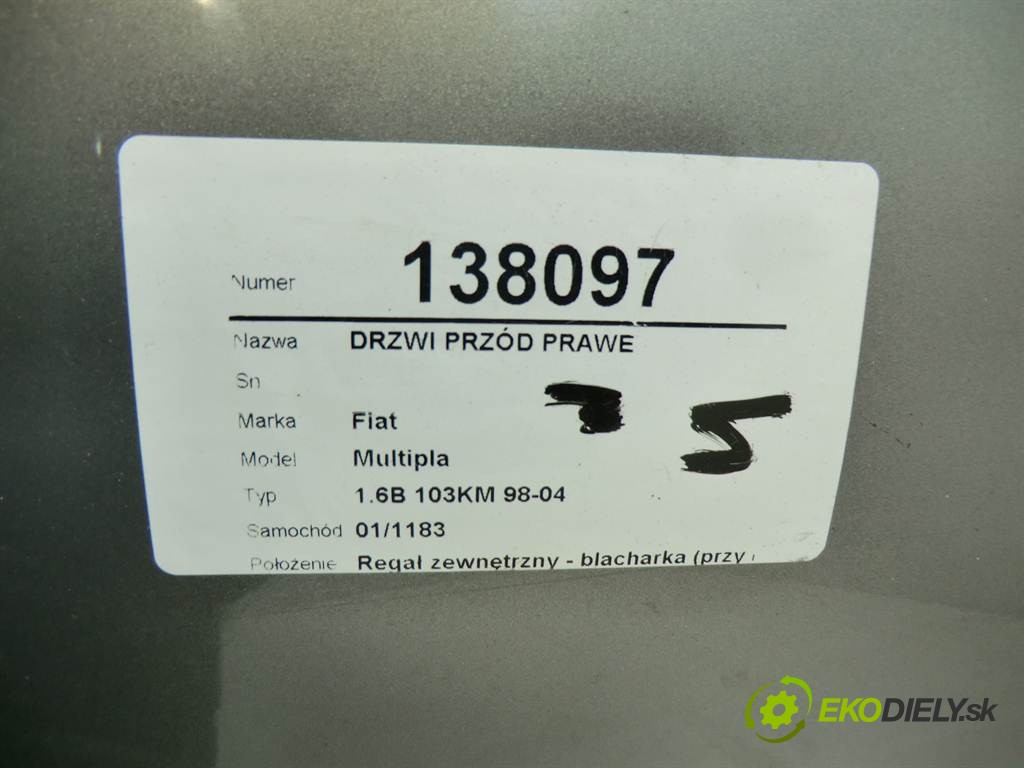 Numer 138097
Nazwa DRZWI PRZÓD PRAWE
Sn
Marka Fiat
Model Multipla
Typ 1.6B 103KM 98-04
Samochód 01/1183
Położenie Regał zewnętrzny - blacharka (przy
5
EKODIELY.sk